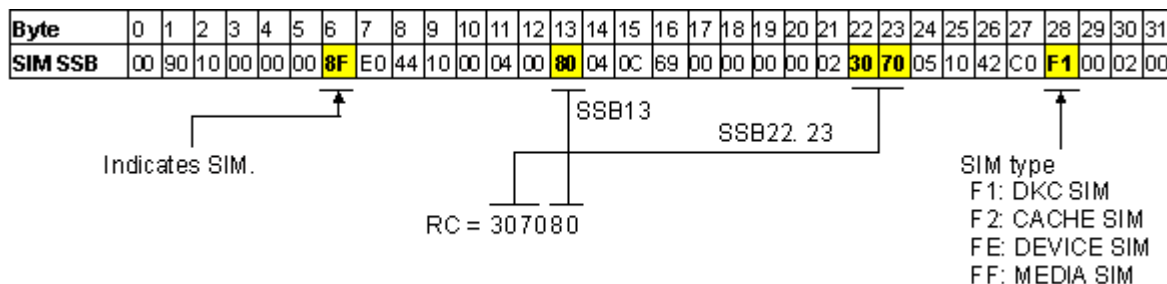 Byte 0 1 2 3 4 5 6 7 8 9 10 11 12 13 14 15 16 17 18 19 20 21 22 23 24 25 26 27 28 29 30 31
SIM SSB 00 90 10 00 00 00 8F E0 44 10 00 04 00 80 04 0C 69 00 00 00 00 02 30 70 05 10 42 C0 F1 00 02 00
SSB13
SSB22. 23
Indicates SIM.
SIM type
F1: DKC SIM
F2: CACHE SIM
RC = 307080
FE: DEVICE SIM
FF: MEDIA SIM